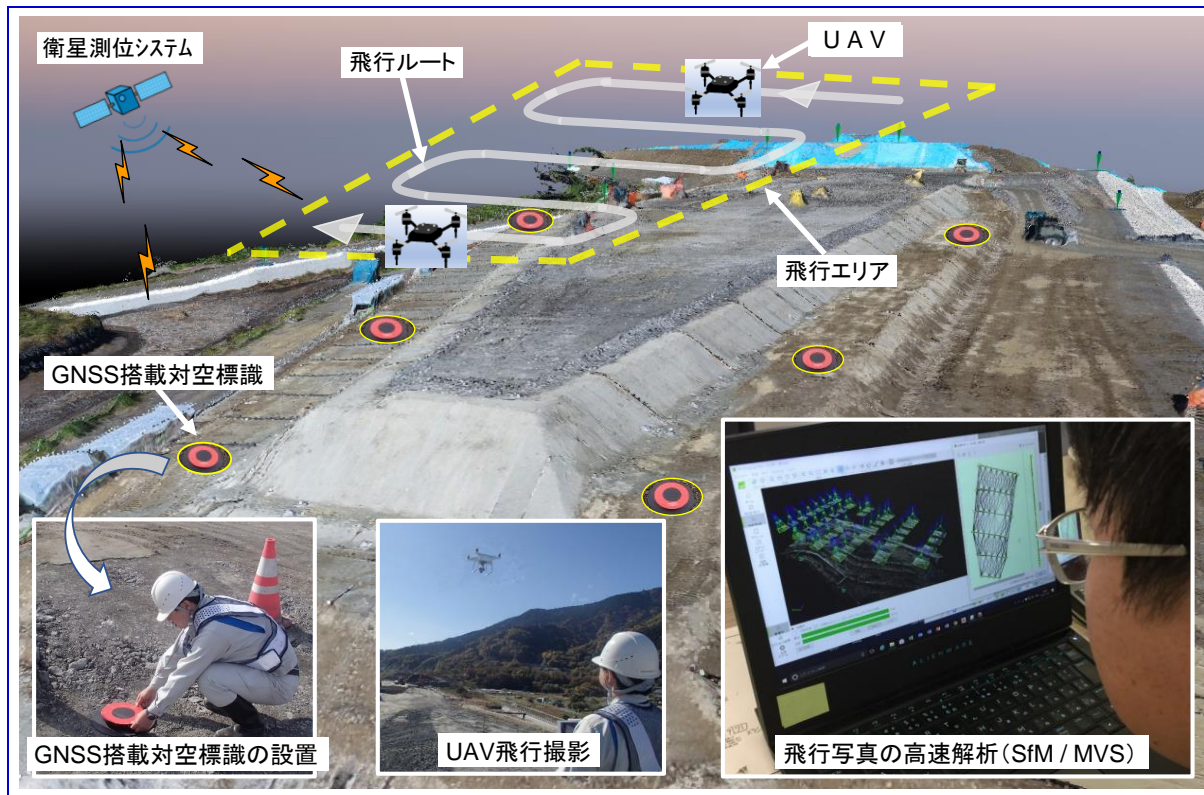 衛星測位システム
飛行ルート
U A V
飛行エリア
GNSS搭載対空標識
GNSS搭載対空標識の設置
UAV飛行撮影
ALIENWARE
飛行写真の高速解析(SfM / MVS)